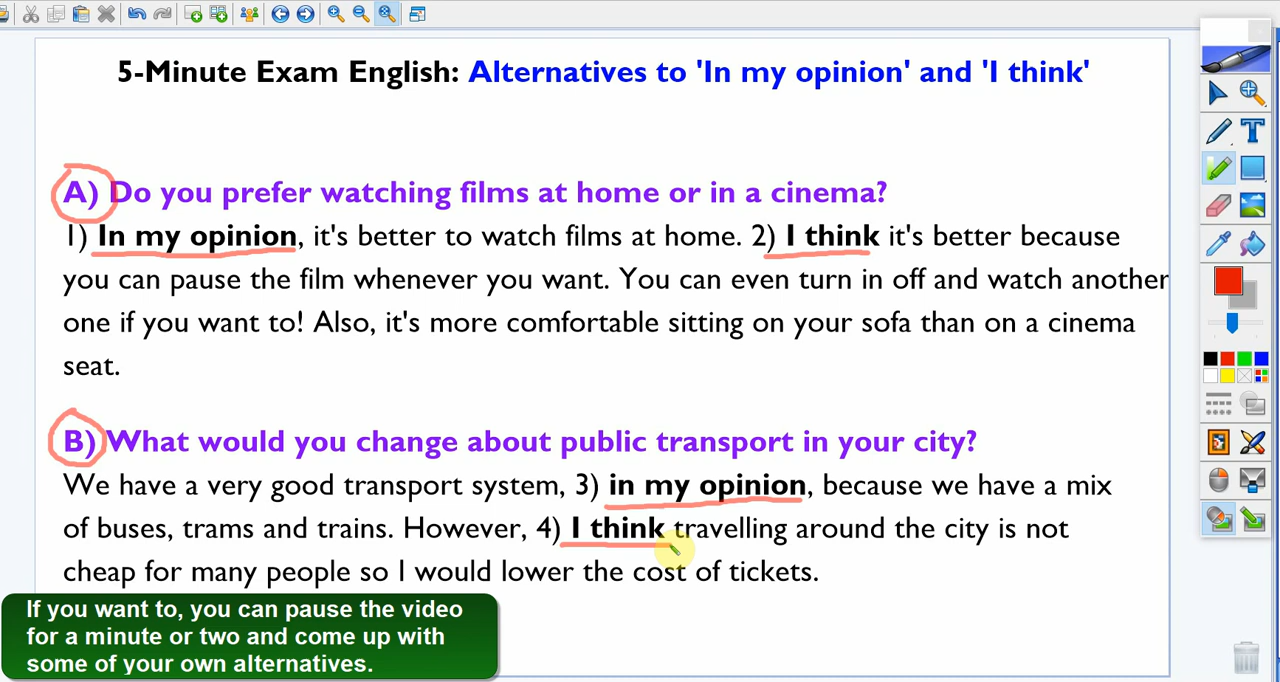 5-Minute Exam English: Alternatives to 'In my opinion' and 'I think'
A) Do you prefer watching films at home or in a cinema?
1) In my opinion, it's better to watch films at home. 2) I think it's better because
you can pause the film whenever you want. You can even turn in off and watch another
one if you want to! Also, it's more comfortable sitting on your sofa than on a cinema
seat.
B) What would you change about public transport in your city?
We have a very good transport system, 3) in my opinion, because we have a mix
of buses, trams and trains. However, 4) I think travelling around the city is not
cheap for many people so I would lower the cost of tickets.
If you want to, you can pause the video
for a minute or two and come up with
some of your own alternatives.
T